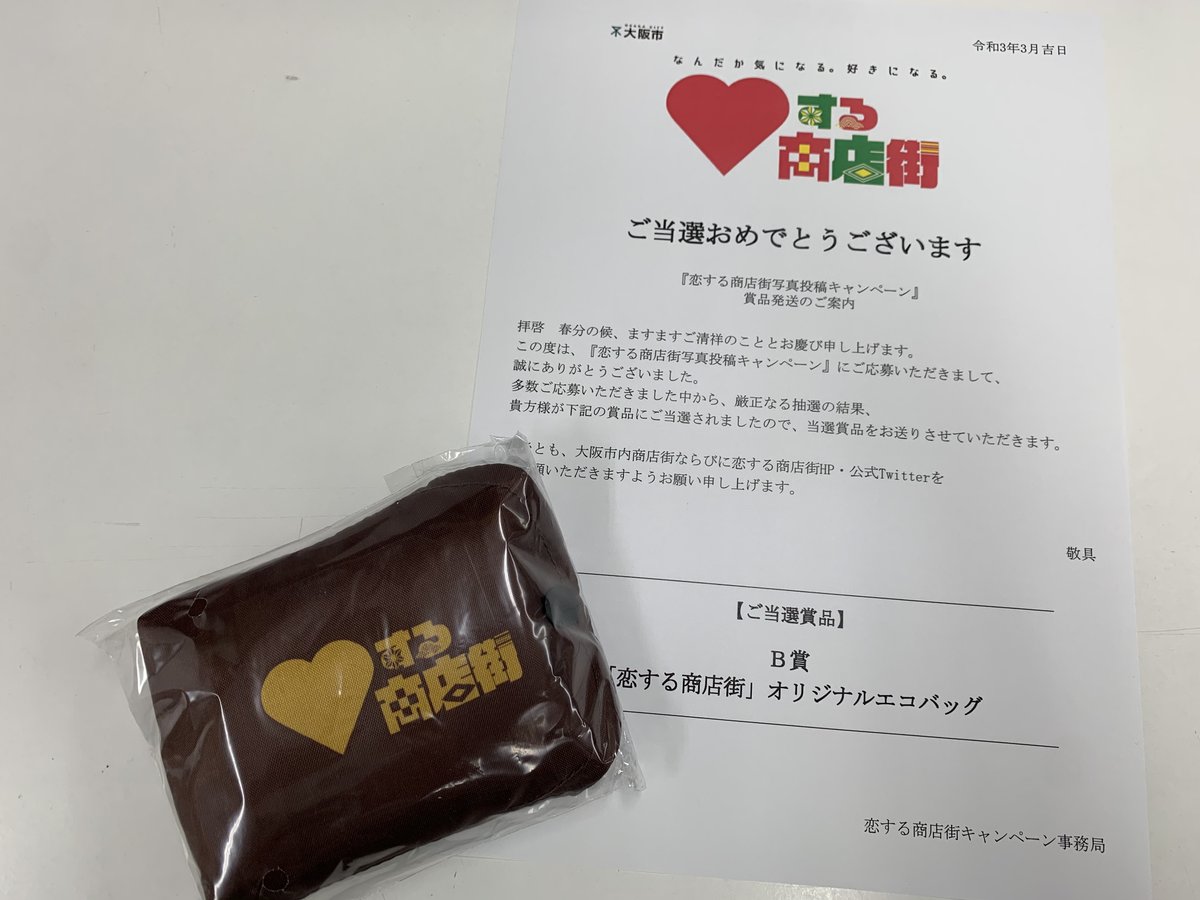 OSAKA CITY
大阪市
令和3年3月吉日
なんだか気になる。好きになる。
する
商店街
ご当選おめでとうございます
『恋する商店街写真投稿キャンペーン』
賞品発送のご案内
拝啓　春分の候、ますますご清祥のこととお慶び申し上げます。
この度は、『恋する商店街写真投稿キャンペーン』にご応募いただきまして、
誠にありがとうございました。
多数ご応募いただきました中から、厳正なる抽選の結果、
貴方様が下記の賞品にご当選されましたので、当選賞品をお送りさせていただきます。
とも、大阪市内商店街ならびに恋する商店街HP・公式Twitterを
願いただきますようお願い申し上げます。
敬具
【ご当選賞品】
Ｂ賞
「恋する商店街」オリジナルエコバッグ
恋する商店街キャンペーン事務局
する
商店街